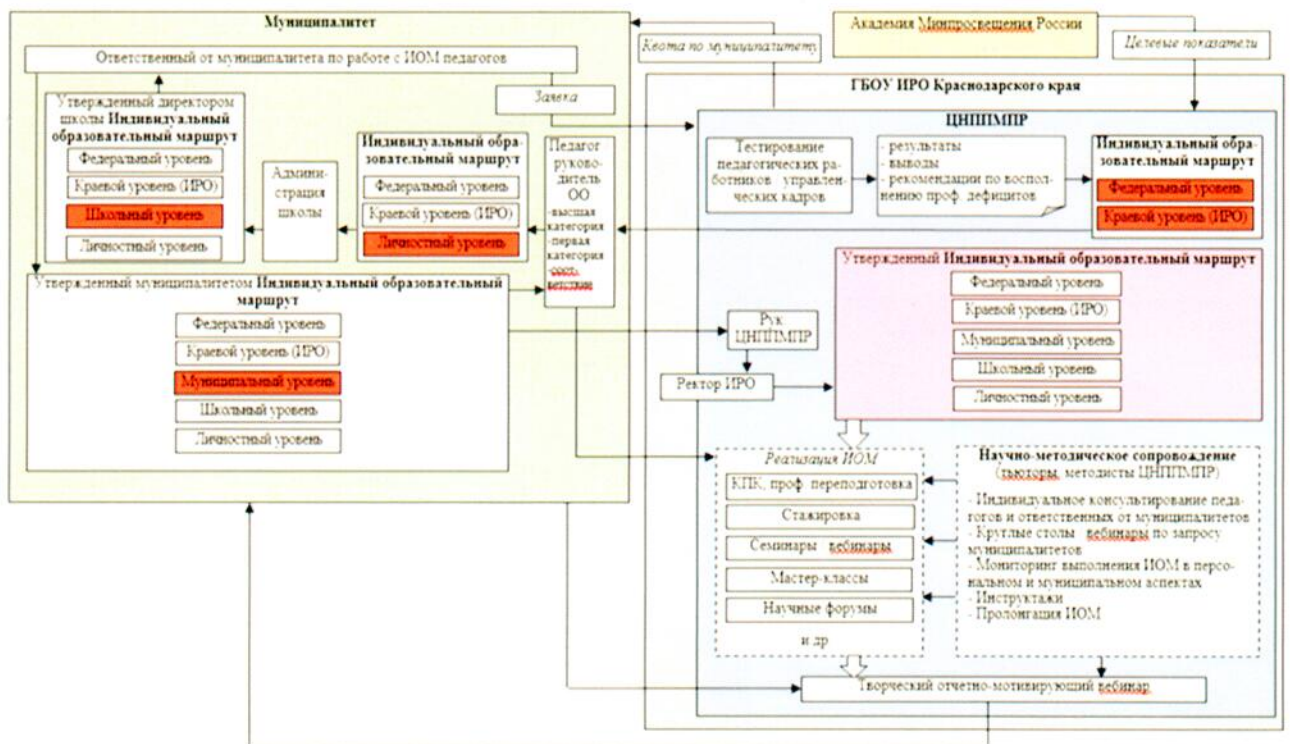 Муниципалитет
Ответственный от муниципалитета по работе с ИОМ педагогов
Утвержденный директором
школы Индивидуальный
образовательный маршрут
Федеральный уровень
Краевой уровень (ИРО)
Школьный уровень
Личностный уровень
Админи-
страция
школы
Индивидуальный обра-
зовательный маршрут
Федеральный уровень
Краевой уровень (ИРО)
Личностный уровень
Заявка
Педагог
руково-
дитель
ОО
-высшая
категория
-первая
категория
-соот-
ветствие
Утвержденный муниципалитетом Индивидуальный образовательный
маршрут
Федеральный уровень
Краевой уровень (ИРО)
Муниципальный уровень
Школьный уровень
Личностный уровень
Квота по муниципалитету
Академия Минпросвещения России
Целевые показатели
ГБОУ ИРО Краснодарского края
ЦНППМПР
Тестирование
педагогических ра-
ботников управлен-
ческих кадров
- результаты
- выводы
- рекомендации по воспол-
нению проф. дефицитов
Индивидуальный обра-
зовательный маршрут
Федеральный уровень
Краевой уровень (ИРО)
Утвержденный Индивидуальный образовательный маршрут
Федеральный уровень
Краевой уровень (ИРО)
Муниципальный уровень
Школьный уровень
Личностный уровень
Рук
ЦНППМПР
Ректор ИРО
Реализация ИОМ
КПК, проф. переподготовка
Стажировка
Семинары вебинары
Мастер-классы
Научные форумы
и др
Научно-методическое сопровождение
(тьюторы, методисты ЦНППМПР)
- Индивидуальное консультирование педа-
гогов и ответственных от муниципалитетов
- Круглые столы вебинары по запросу
муниципалитетов
- Мониторинг выполнения ИОМ в персо-
нальном и муниципальном аспектах
- Инструктажи
- Пролонгация ИОМ
Творческий отчетно-мотивирующий вебинар